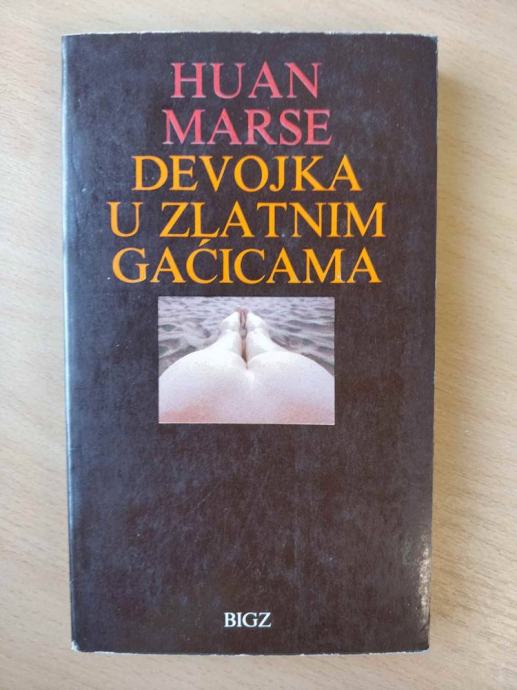 HUAN
MARSE
DEVOJKA
U ZLATNIM
GAĆICAMA
BIGZ